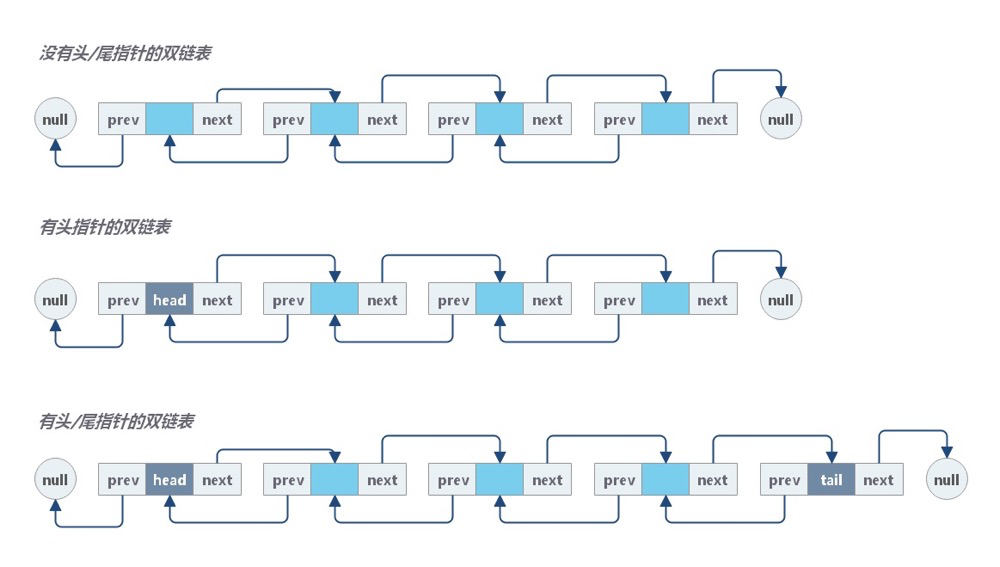 没有头/尾指针的双链表
null prev next prev next prev next prev next null
有头指针的双链表
null prev head next prev next prev next prev next null
有头/尾指针的双链表
null prev head next prev next prev next prev next prev tail next null